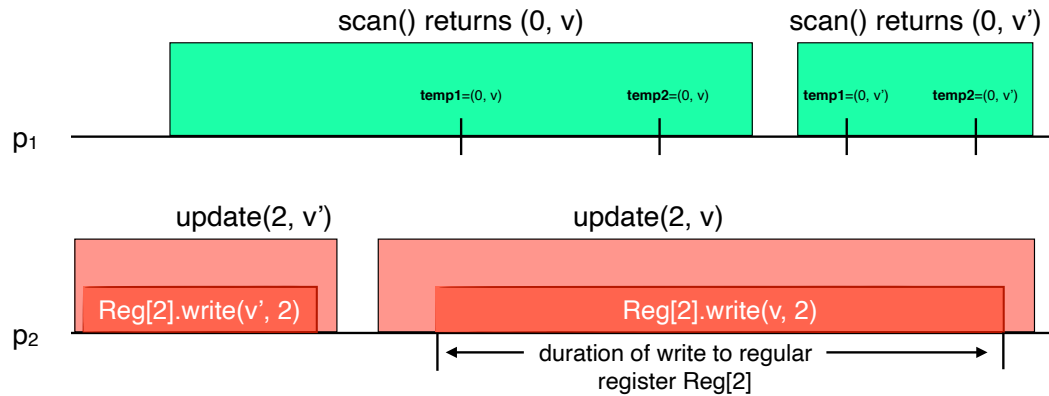 scan() returns (0, v)
scan() returns (0, v’)
temp1=(0, v)
temp2=(0, v)
temp1=(0, v’)
temp2=(0, v’)
p₁
update(2, v’)
update(2, v)
Reg[2].write(v’, 2)
Reg[2].write(v, 2)
p₂
duration of write to regular
register Reg[2]